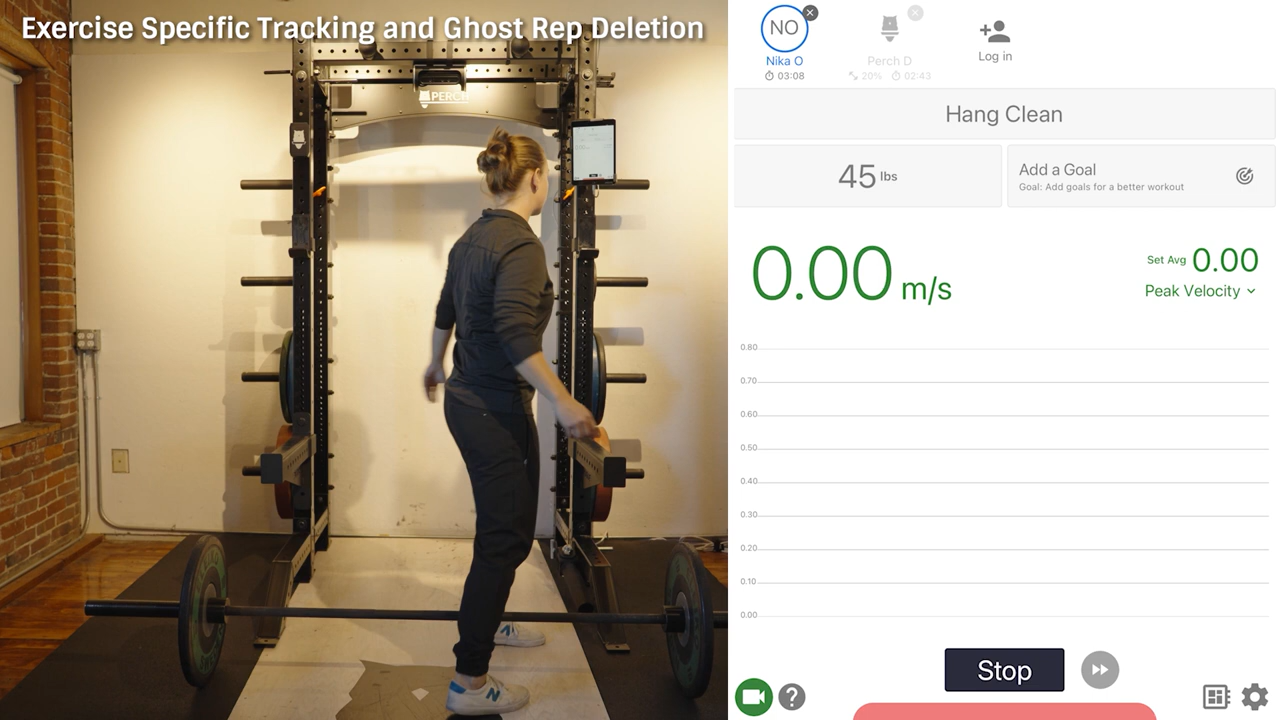 Exercise Specific Tracking and Ghost Rep Deletion
PERCH
NO
Nika O
03:08
Perch D
20% 02:43
Log in
Hang Clean
45 lbs
Add a Goal
Goal: Add goals for a better workout
0.00 m/s
Set Avg 0.00
Peak Velocity
0.80
0.70
0.60
0.50
0.40
0.30
0.20
0.10
0.00
Stop
?
N